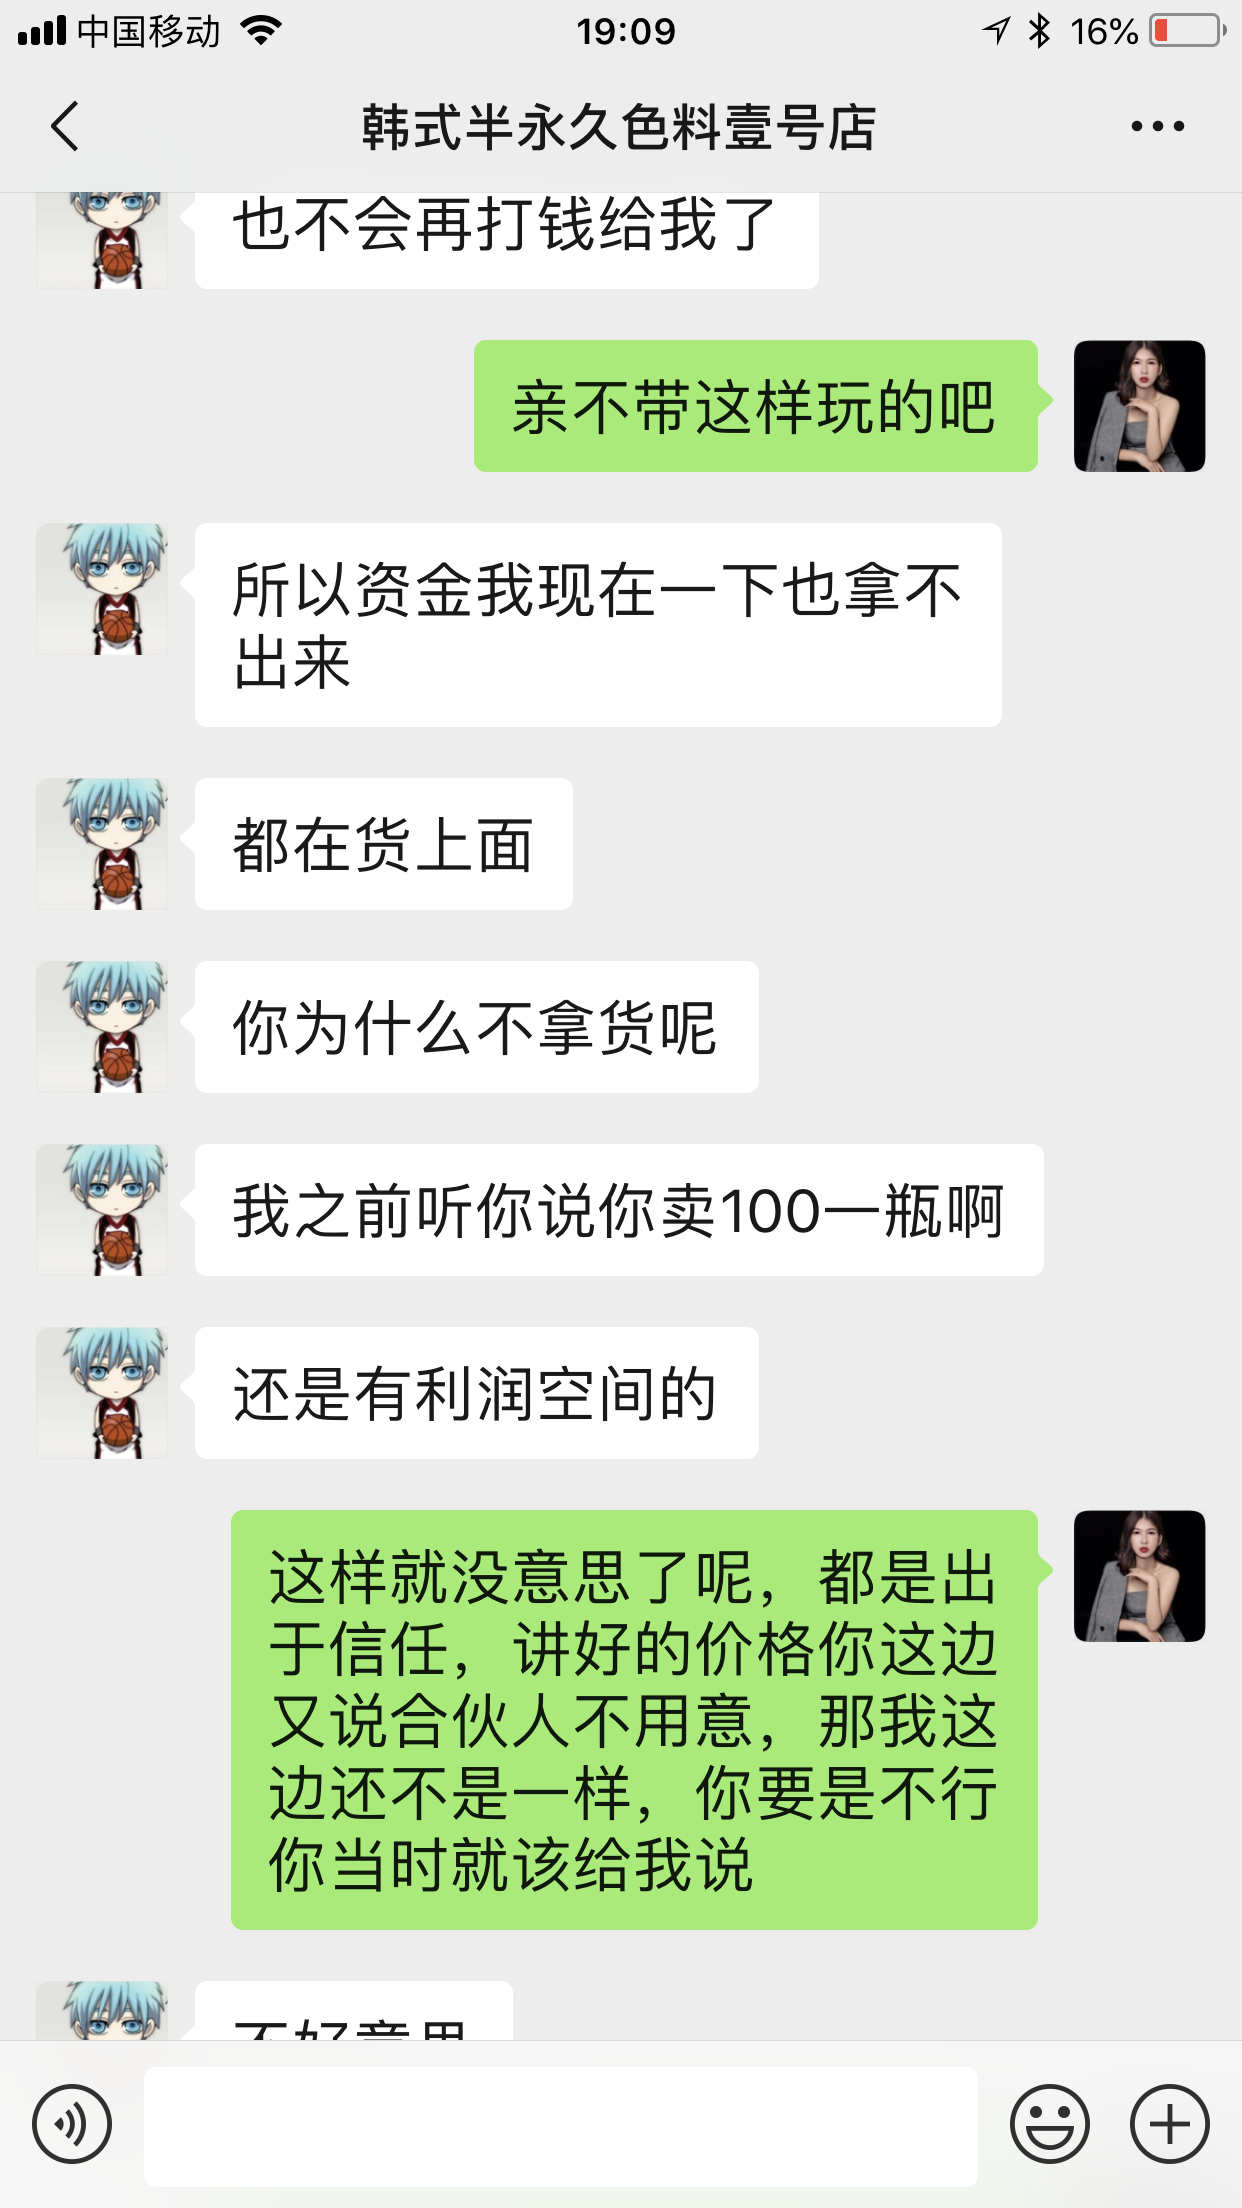 中国移动
19:09
16%
韩式半永久色料壹号店
也不会再打钱给我了
亲不带这样玩的吧
所以资金我现在一下也拿不
出来
都在货上面
你为什么不拿货呢
我之前听你说你卖100一瓶啊
还是有利润空间的
这样就没意思了呢，都是出
于信任，讲好的价格你这边
又说合伙人不用意，那我这
边还不是一样，你要是不行
你当时就该给我说
不好意思